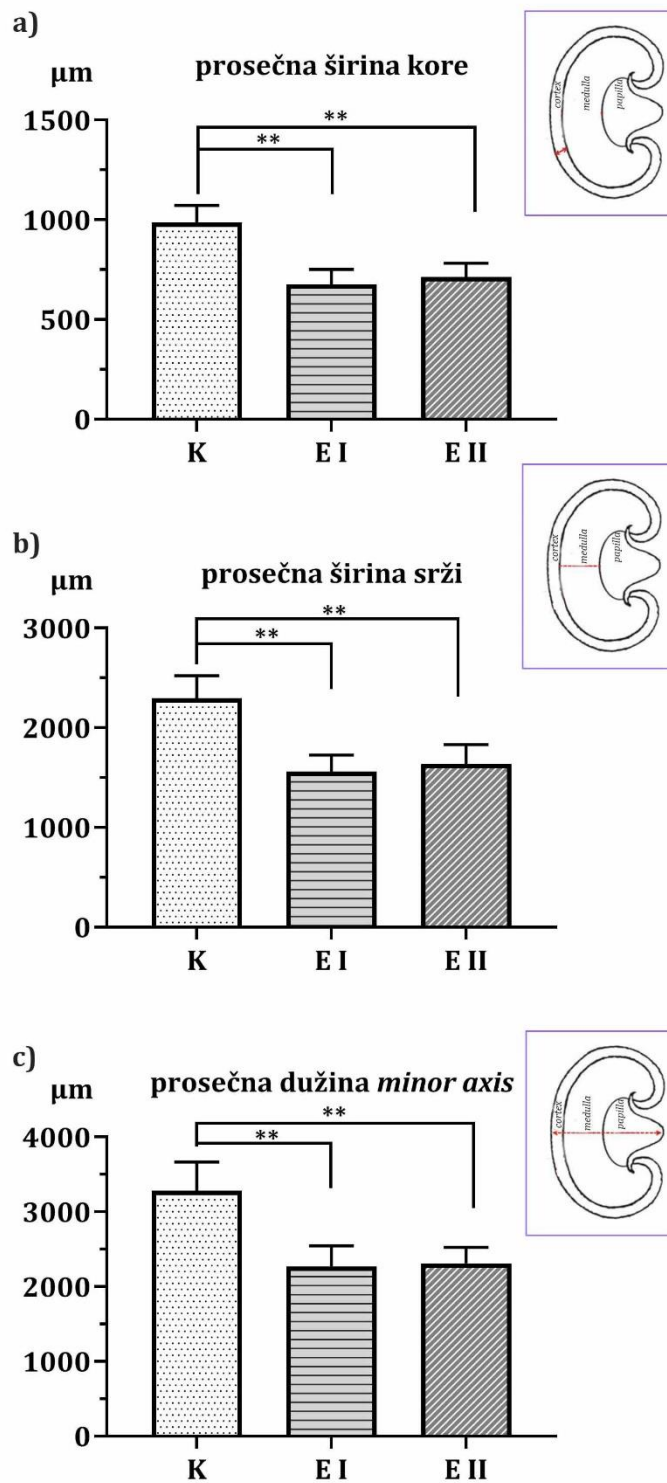 a)
prosečna širina kore
μm
1500
1000
500
0
**
**
K E I E II
cortex
medulla
papilla
b)
prosečna širina srži
μm
3000
2000
1000
0
**
**
K E I E II
cortex
medulla
papilla
c)
prosečna dužina minor axis
μm
4000
3000
2000
1000
0
**
**
K E I E II
cortex
medulla
papilla